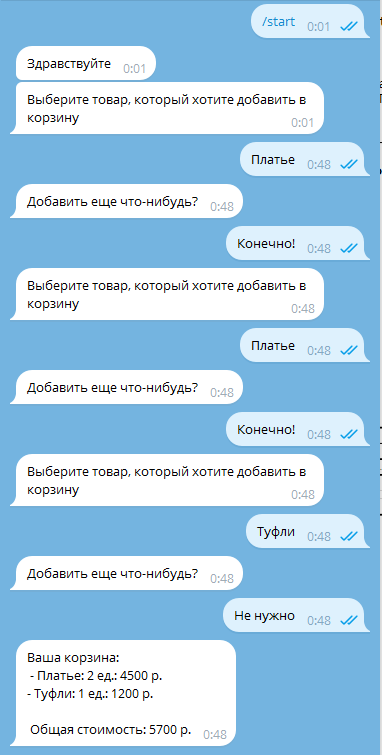 /start 0:01
Здравствуйте 0:01
Выберите товар, который хотите добавить в
корзину 0:01
Платье 0:48
Добавить еще что-нибудь? 0:48
Конечно! 0:48
Выберите товар, который хотите добавить в
корзину 0:48
Платье 0:48
Добавить еще что-нибудь? 0:48
Конечно! 0:48
Выберите товар, который хотите добавить в
корзину 0:48
Туфли 0:48
Добавить еще что-нибудь? 0:48
Не нужно 0:48
Ваша корзина:
- Платье: 2 ед.: 4500 р.
- Туфли: 1 ед.: 1200 р.
Общая стоимость: 5700 р. 0:48